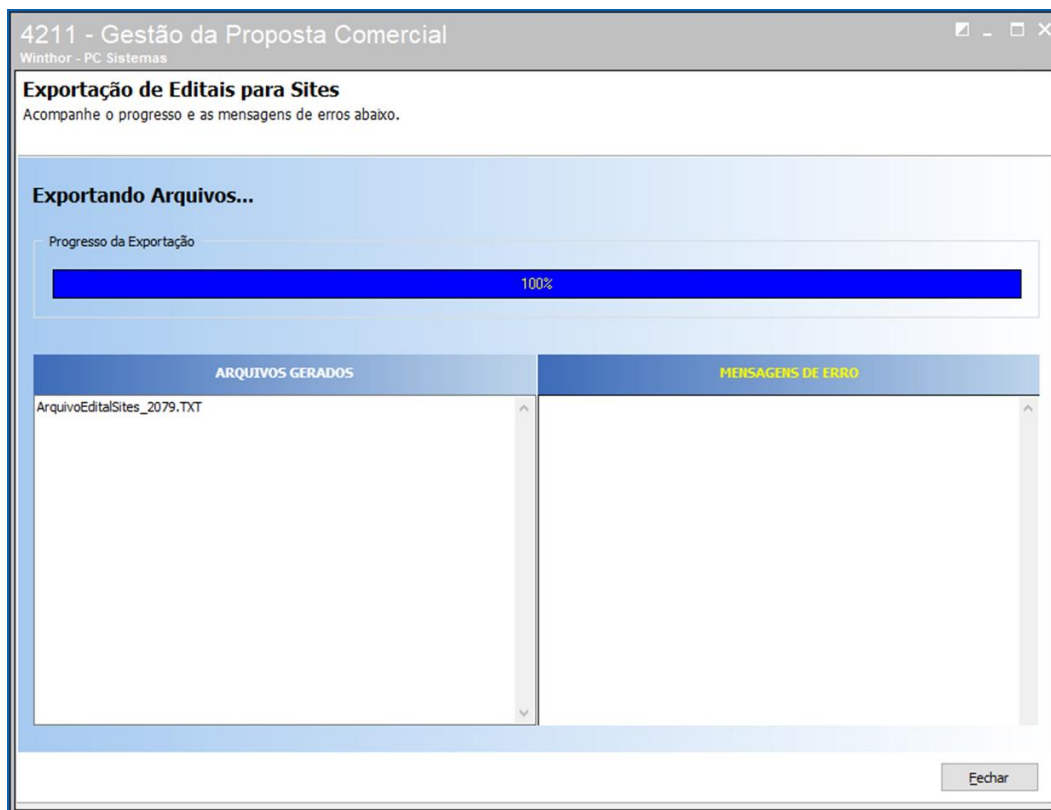 4211 - Gestão da Proposta Comercial
Winthor - PC Sistemas
Exportação de Editais para Sites
Acompanhe o progresso e as mensagens de erros abaixo.
Exportando Arquivos...
Progresso da Exportação
100%
ARQUIVOS GERADOS
MENSAGENS DE ERRO
ArquivoEditalSites_2079.TXT
Fechar